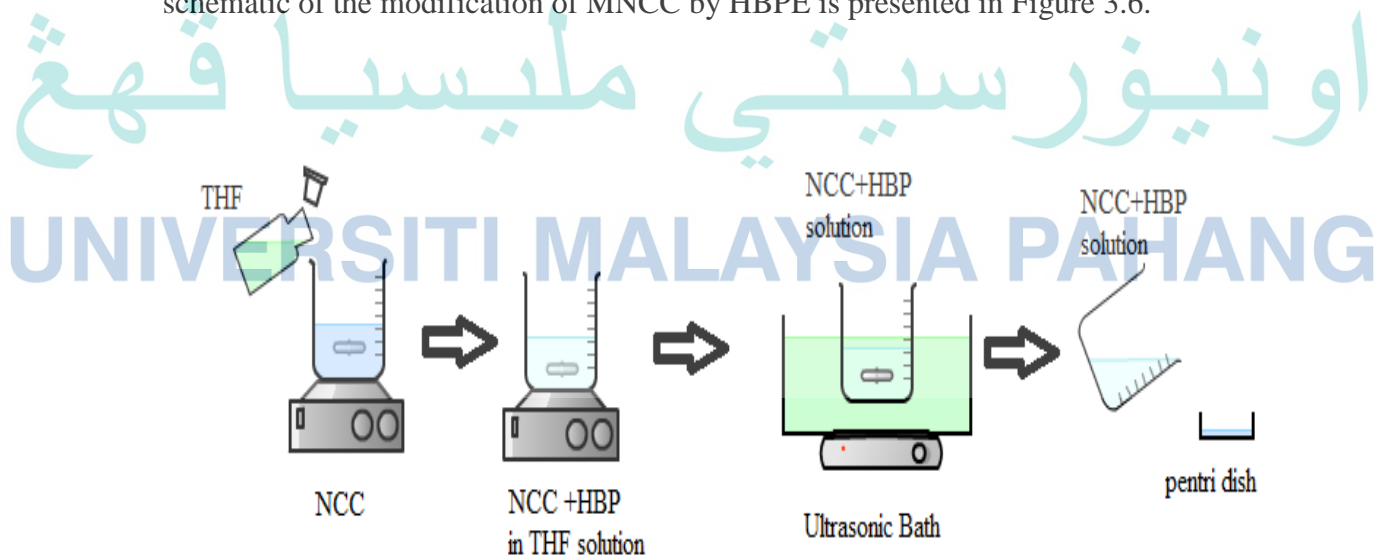 schematic of the modification of MNCC by HBPE is presented in Figure 3.6.
اونيۏرسيتي مليسيا ڤهڠ
UNIVERSITI MALAYSIA PAHANG
THF
NCC+HBP
solution
NCC+HBP
solution
NCC
NCC +HBP
in THF solution
Ultrasonic Bath
pentri dish